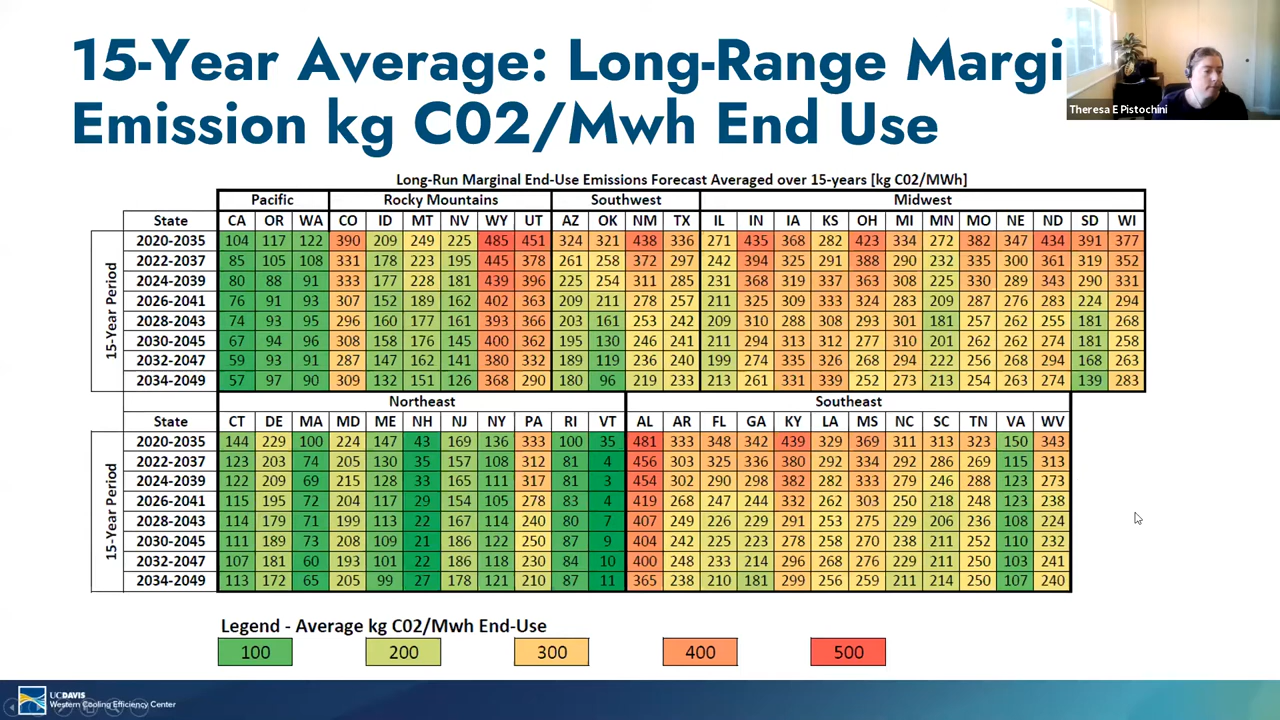 15-Year Average: Long-Range Margi
Emission kg C02/Mwh End Use
Theresa E Pistochini
Long-Run Marginal End-Use Emissions Forecast Averaged over 15-years [kg C02/MWh]
Pacific Rocky Mountains Southwest Midwest
State CA OR WA CO ID MT NV WY UT AZ OK NM TX IL IN IA KS OH MI MN MO NE ND SD WI
15-Year Period
2020-2035 104 117 122 390 209 249 225 485 451 324 321 438 336 271 435 368 282 423 334 272 382 347 434 391 377
2022-2037 85 105 108 331 178 223 195 445 378 261 258 372 297 242 394 325 291 388 290 232 335 300 361 319 352
2024-2039 80 88 91 333 177 228 181 439 396 225 254 311 285 231 368 319 337 363 308 225 330 289 343 290 331
2026-2041 76 91 93 307 152 189 162 402 363 209 211 278 257 211 325 309 333 324 283 209 287 276 283 224 294
2028-2043 74 93 95 296 160 177 161 393 366 203 161 253 242 209 310 288 308 293 301 181 257 262 255 181 268
2030-2045 67 94 96 308 158 176 145 400 362 195 130 246 241 211 294 313 312 277 310 201 262 262 274 181 258
2032-2047 59 93 91 287 147 162 141 380 332 189 119 236 240 199 274 335 326 268 294 222 256 268 294 168 263
2034-2049 57 97 90 309 132 151 126 368 290 180 96 219 233 213 261 331 339 252 273 213 254 263 274 139 283
Northeast Southeast
State CT DE MA MD ME NH NJ NY PA RI VT AL AR FL GA KY LA MS NC SC TN VA WV
15-Year Period
2020-2035 144 229 100 224 147 43 169 136 333 100 35 481 333 348 342 439 329 369 311 313 323 150 343
2022-2037 123 203 74 205 130 35 157 108 312 81 4 456 303 325 336 380 292 334 292 286 269 115 313
2024-2039 122 209 69 215 128 33 165 111 317 81 3 454 302 290 298 382 282 333 279 246 288 123 273
2026-2041 115 195 72 204 117 29 154 105 278 83 4 419 268 247 244 332 262 303 250 218 248 123 238
2028-2043 114 179 71 199 113 22 167 114 240 80 7 407 249 226 229 291 253 275 229 206 236 108 224
2030-2045 111 189 73 208 109 21 186 122 250 87 9 404 242 225 223 278 258 270 238 211 252 110 232
2032-2047 107 181 60 193 101 22 186 118 230 84 10 400 248 233 214 296 268 276 229 211 250 103 241
2034-2049 113 172 65 205 99 27 178 121 210 87 11 365 238 210 181 299 256 259 211 214 250 107 240
Legend - Average kg C02/Mwh End-Use
100 200 300 400 500
UCDAVIS
Western Cooling Efficiency Center